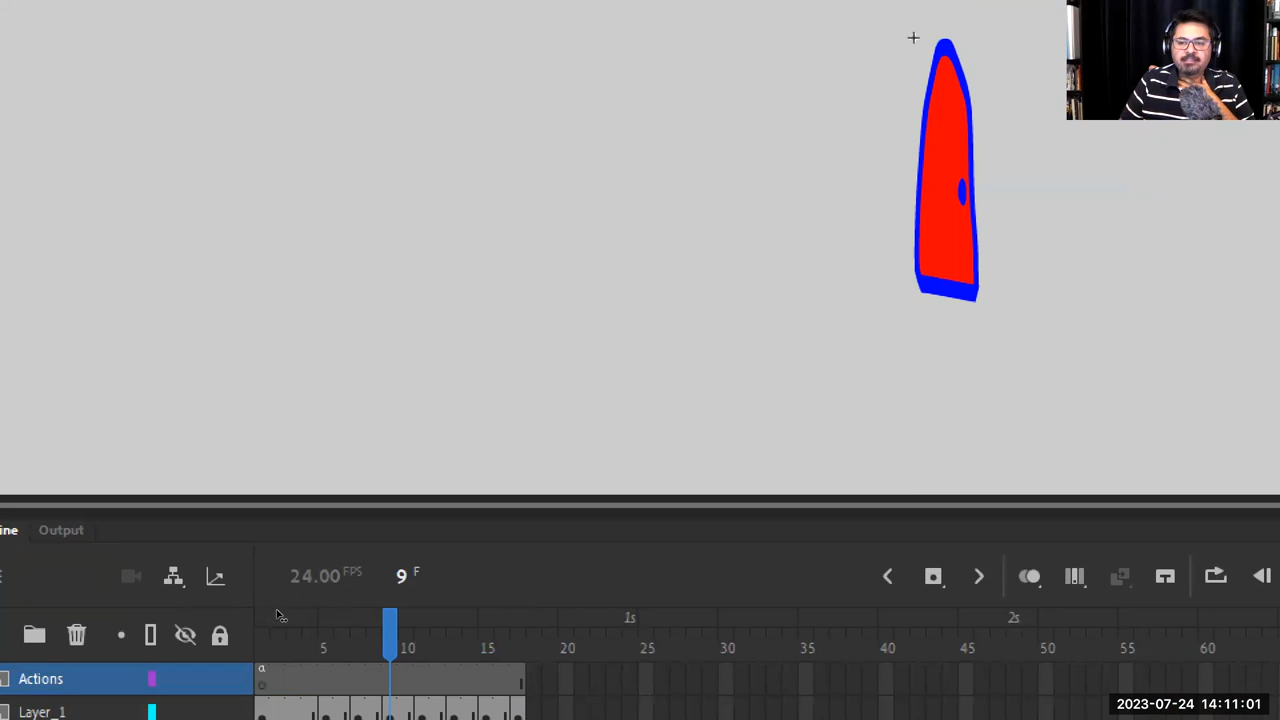 ine Output
24.00 FPS 9 F
1s 2s
5 10 15 20 25 30 35 40 45 50 55 60
Actions a
Layer_1
2023-07-24 14:11:01